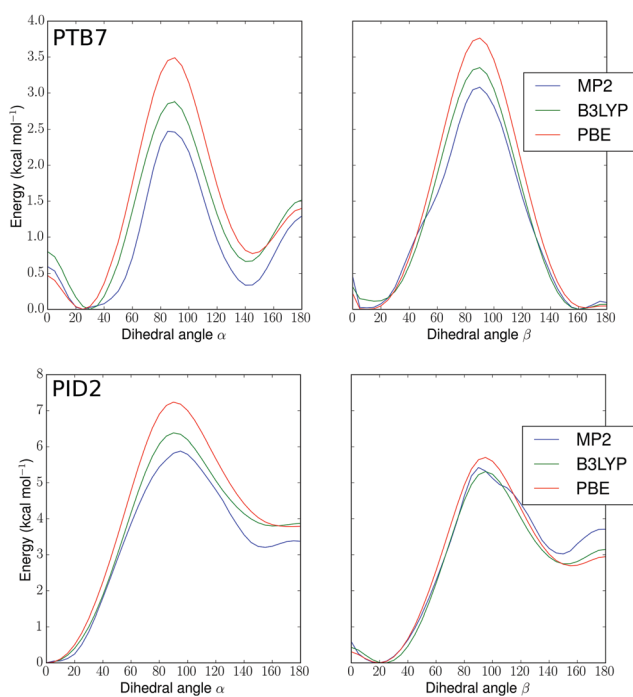 PTB7
4.0
3.5
3.0
2.5
2.0
1.5
1.0
0.5
0.0
Energy (kcal mol⁻¹)
0 20 40 60 80 100 120 140 160 180
Dihedral angle α
MP2
B3LYP
PBE
0 20 40 60 80 100 120 140 160 180
Dihedral angle β
PID2
8
7
6
5
4
3
2
1
0
Energy (kcal mol⁻¹)
0 20 40 60 80 100 120 140 160 180
Dihedral angle α
MP2
B3LYP
PBE
0 20 40 60 80 100 120 140 160 180
Dihedral angle β